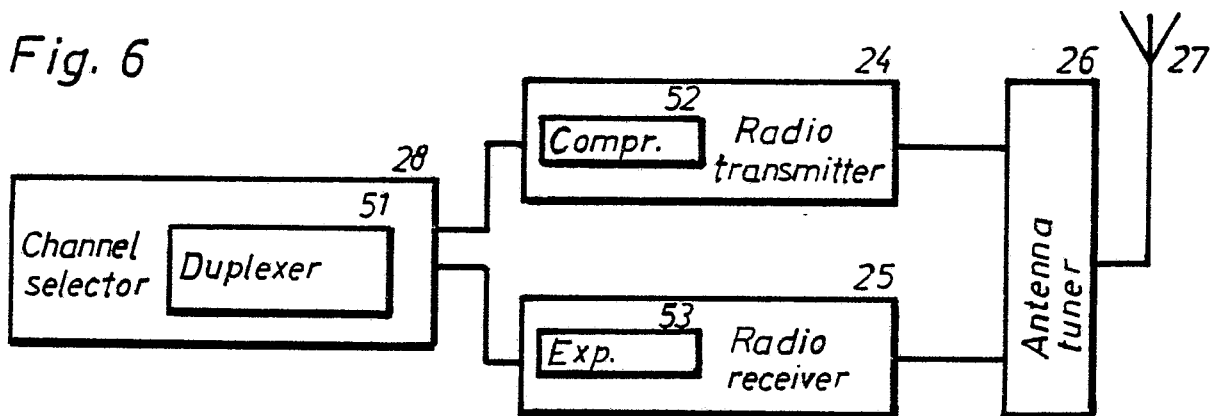 Fig. 6
24
26
27
52
Compr.
Radio
transmitter
28
51
Channel
selector
Duplexer
25
53
Exp.
Radio
receiver
Antenna
tuner